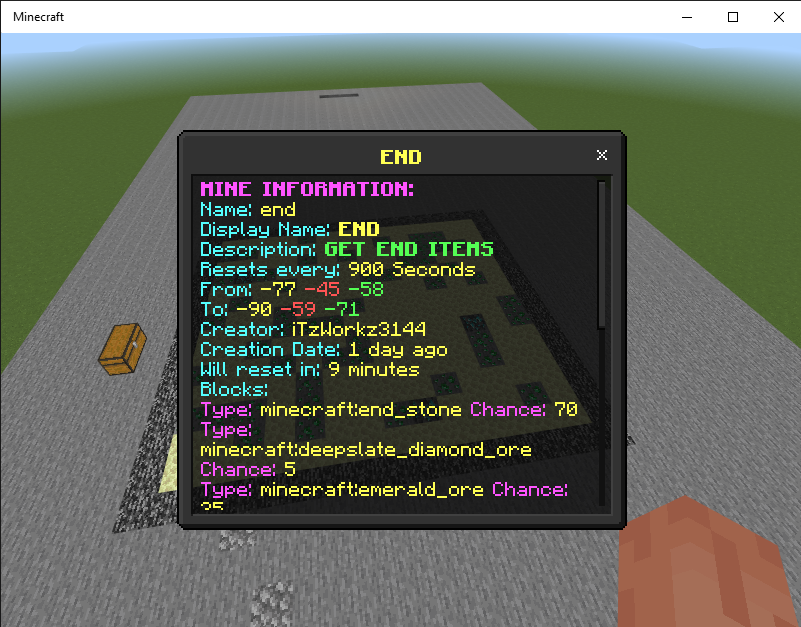 Minecraft
END
MINE INFORMATION:
Name: end
Display Name: END
Description: GET END ITEMS
Resets every: 900 Seconds
From: -77 -45 -58
To: -90 -59 -71
Creator: iTzWorkz3144
Creation Date: 1 day ago
Will reset in: 9 minutes
Blocks:
Type: minecraft:end_stone Chance: 70
Type:
minecraft:deepslate_diamond_ore
Chance: 5
Type: minecraft:emerald_ore Chance: